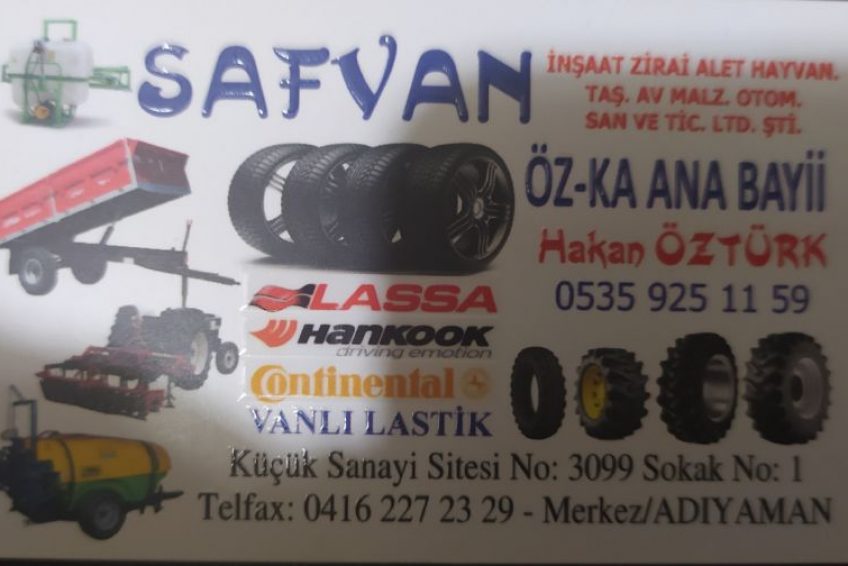 SAFVAN
İNŞAAT ZİRAİ ALET HAYVAN.
TAŞ. AV MALZ. OTOM.
SAN VE TİC. LTD. ŞTİ.
ÖZ-KA ANA BAYİİ
Hakan ÖZTÜRK
0535 925 11 59
LASSA
HANKOOK
driving emotion
Continental
VANLI LASTİK
Küçük Sanayi Sitesi No: 3099 Sokak No: 1
Telfax: 0416 227 23 29 - Merkez/ADIYAMAN